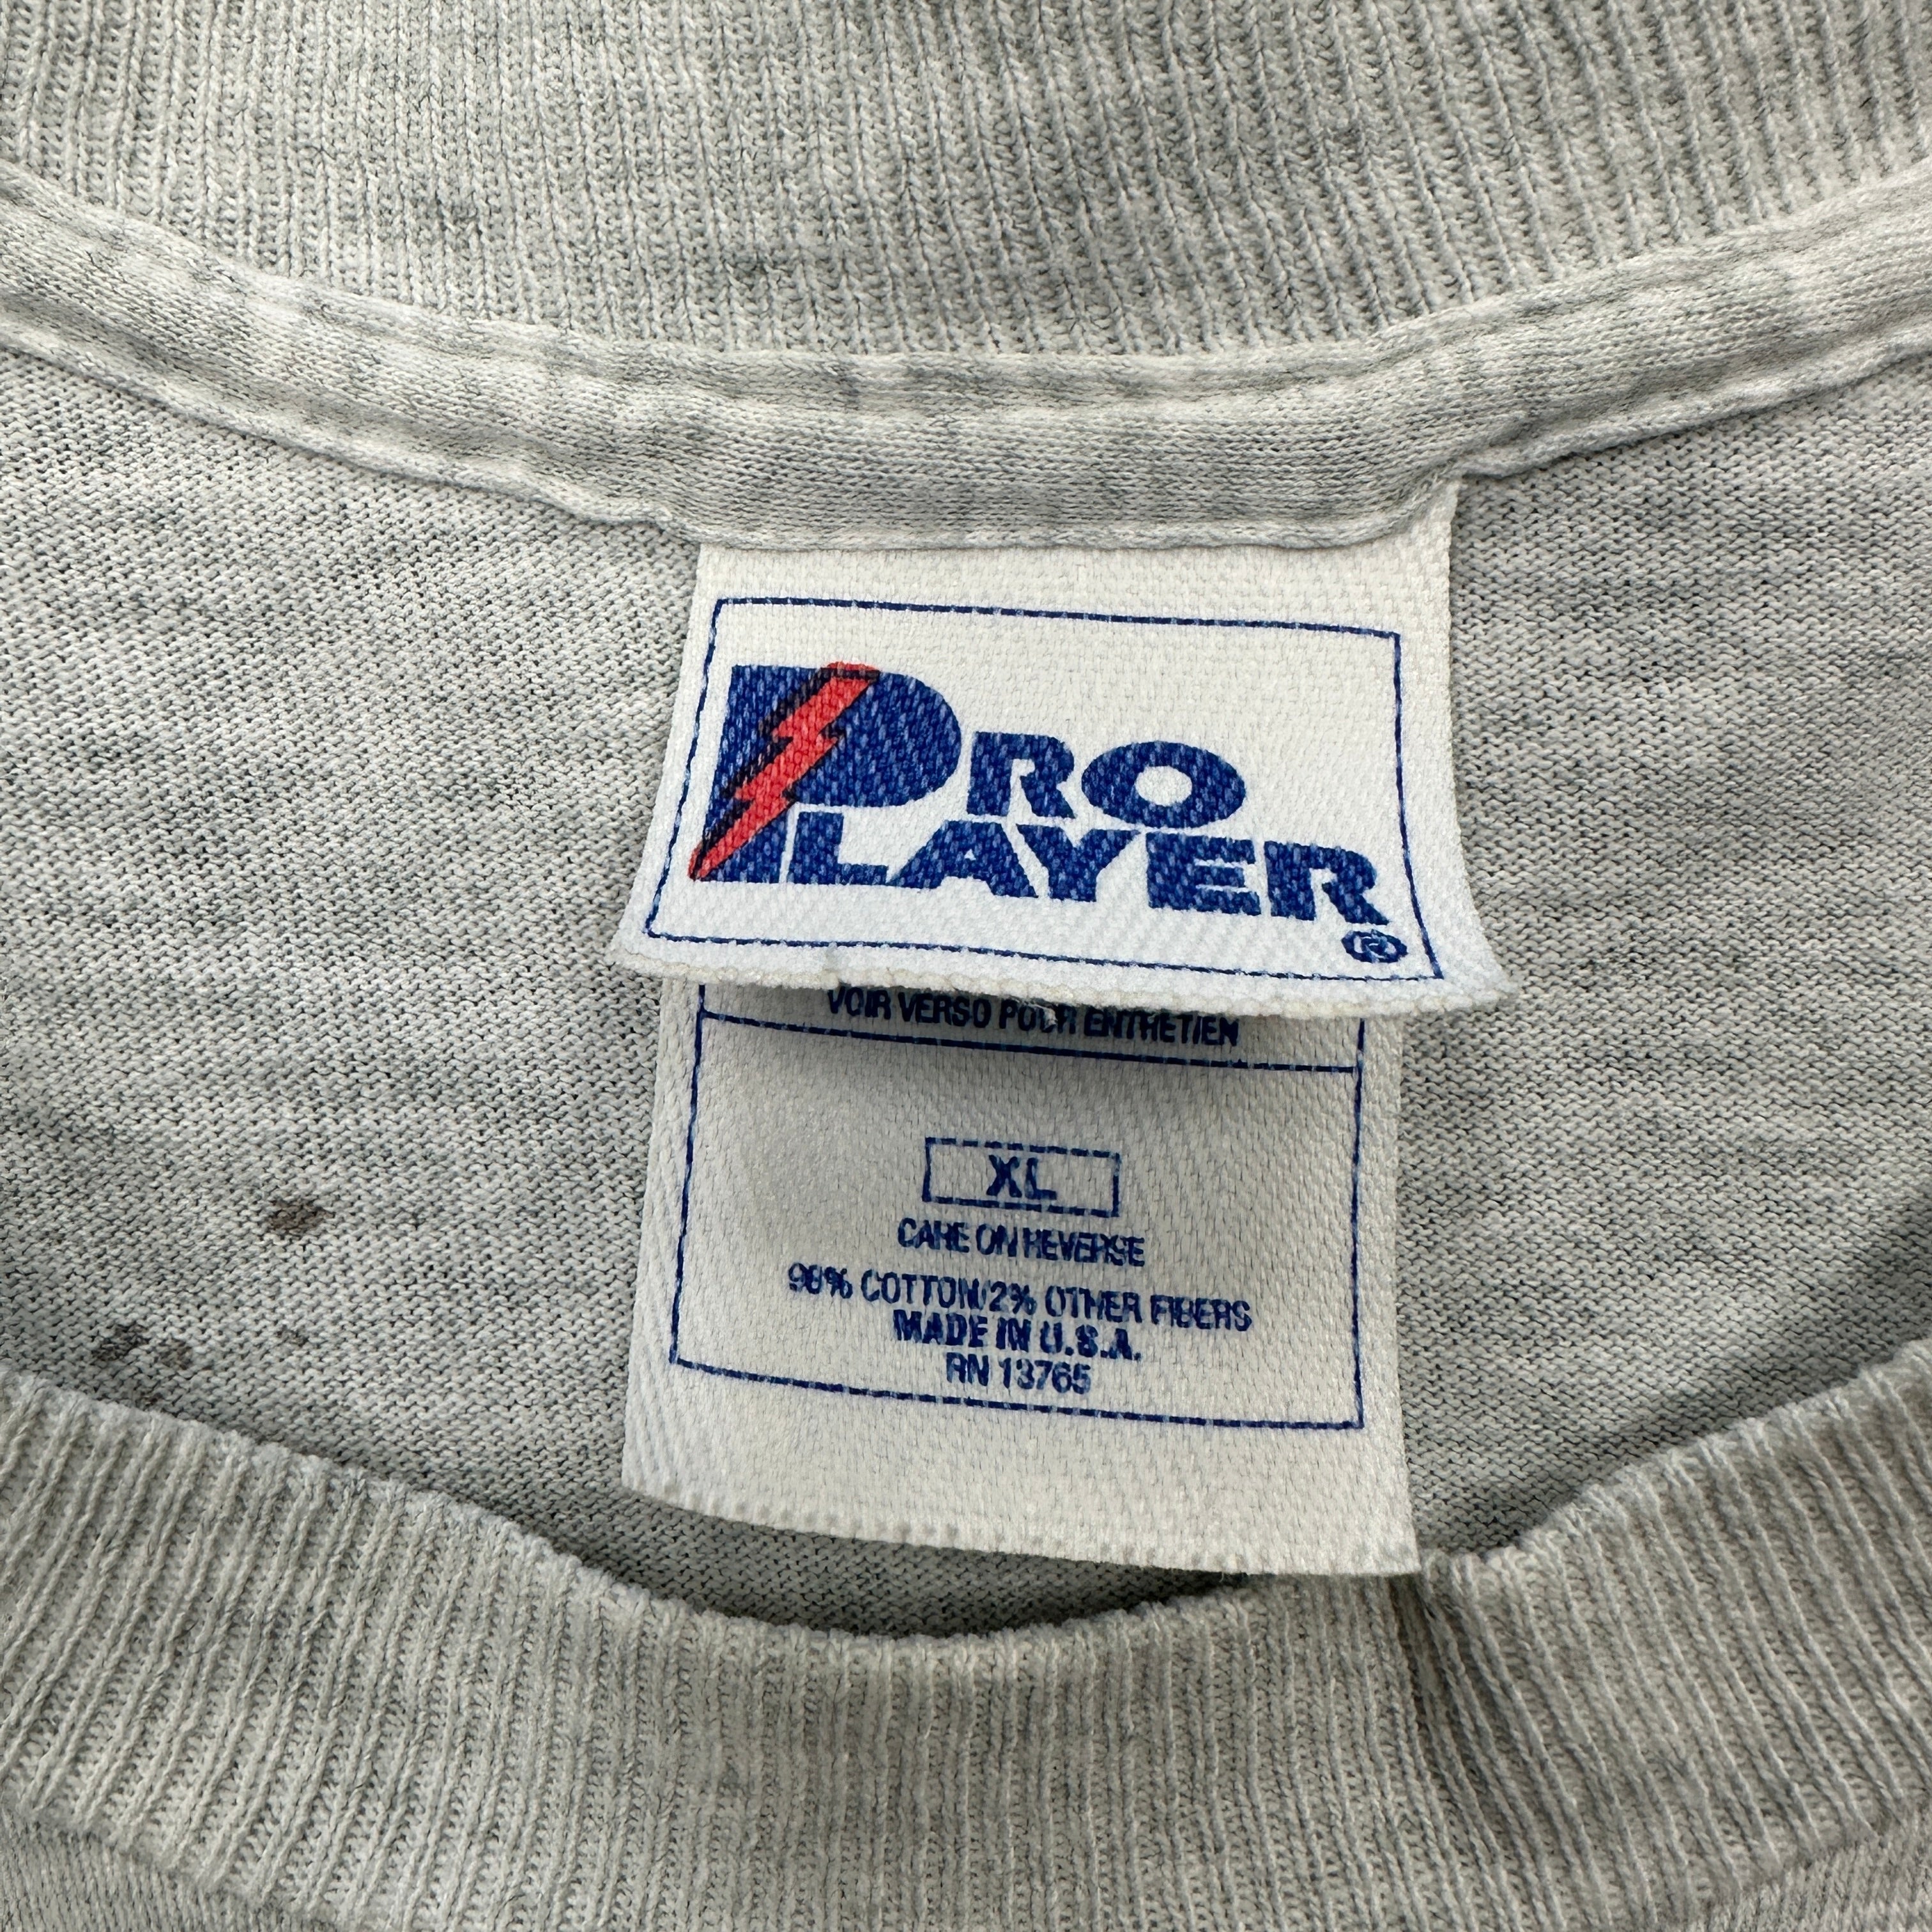 PRO
PLAYER
®
VOIR VERSO POUR ENTRETIEN
XL
CARE ON REVERSE
98% COTTON/2% OTHER FIBERS
MADE IN U.S.A.
RN 13765